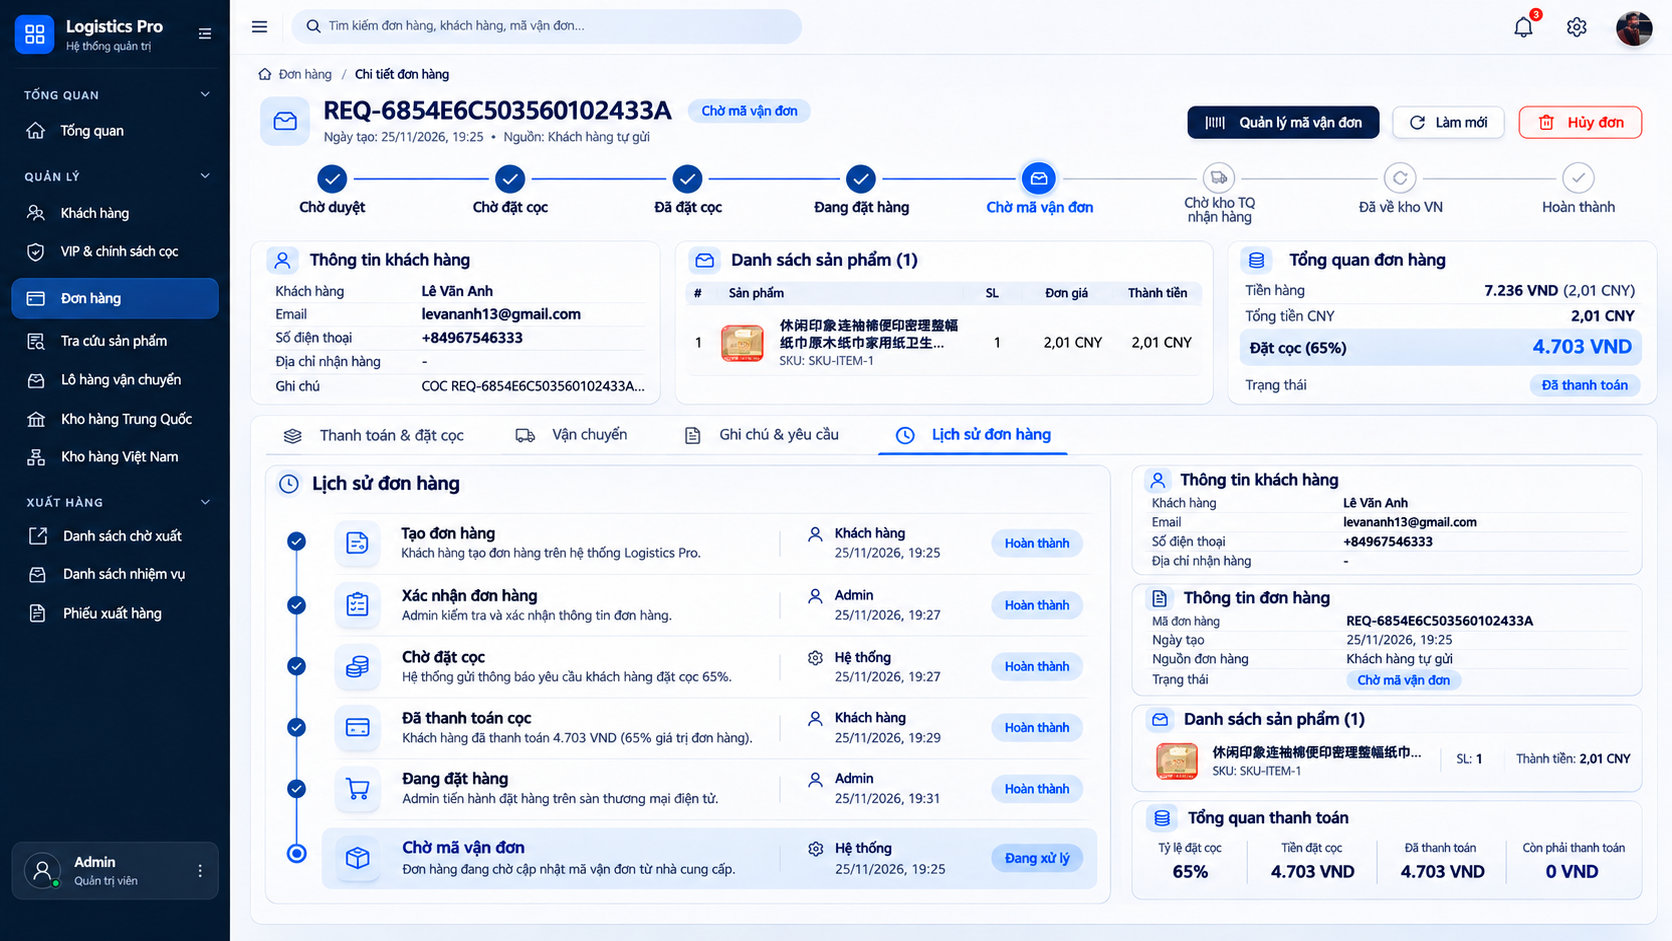 Logistics Pro
Hệ thống quản trị
TỔNG QUAN
Tổng quan
QUẢN LÝ
Khách hàng
VIP & chính sách cọc
Đơn hàng
Tra cứu sản phẩm
Lô hàng vận chuyển
Kho hàng Trung Quốc
Kho hàng Việt Nam
XUẤT HÀNG
Danh sách chờ xuất
Danh sách nhiệm vụ
Phiếu xuất hàng
Admin
Quản trị viên
Tìm kiếm đơn hàng, khách hàng, mã vận đơn...
3
Đơn hàng / Chi tiết đơn hàng
REQ-6854E6C503560102433A
Chờ mã vận đơn
Ngày tạo: 25/11/2026, 19:25 • Nguồn: Khách hàng tự gửi
Quản lý mã vận đơn
Làm mới
Hủy đơn
Chờ duyệt
Chờ đặt cọc
Đã đặt cọc
Đang đặt hàng
Chờ mã vận đơn
Chờ kho TQ
nhận hàng
Đã về kho VN
Hoàn thành
Thông tin khách hàng
Khách hàng Lê Văn Anh
Email levananh13@gmail.com
Số điện thoại +84967546333
Địa chỉ nhận hàng -
Ghi chú COC REQ-6854E6C503560102433A...
Danh sách sản phẩm (1)
# Sản phẩm SL Đơn giá Thành tiền
休闲印象连袖棉便印密理整幅
1 纸巾原木纸巾家用纸卫生... 1 2,01 CNY 2,01 CNY
SKU: SKU-ITEM-1
Tổng quan đơn hàng
Tiền hàng 7.236 VND (2,01 CNY)
Tổng tiền CNY 2,01 CNY
Đặt cọc (65%) 4.703 VND
Trạng thái Đã thanh toán
Thanh toán & đặt cọc
Vận chuyển
Ghi chú & yêu cầu
Lịch sử đơn hàng
Lịch sử đơn hàng
Tạo đơn hàng
Khách hàng tạo đơn hàng trên hệ thống Logistics Pro.
Khách hàng
25/11/2026, 19:25
Hoàn thành
Xác nhận đơn hàng
Admin kiểm tra và xác nhận thông tin đơn hàng.
Admin
25/11/2026, 19:27
Hoàn thành
Chờ đặt cọc
Hệ thống gửi thông báo yêu cầu khách hàng đặt cọc 65%.
Hệ thống
25/11/2026, 19:27
Hoàn thành
Đã thanh toán cọc
Khách hàng đã thanh toán 4.703 VND (65% giá trị đơn hàng).
Khách hàng
25/11/2026, 19:29
Hoàn thành
Đang đặt hàng
Admin tiến hành đặt hàng trên sàn thương mại điện tử.
Admin
25/11/2026, 19:31
Hoàn thành
Chờ mã vận đơn
Đơn hàng đang chờ cập nhật mã vận đơn từ nhà cung cấp.
Hệ thống
25/11/2026, 19:25
Đang xử lý
Thông tin khách hàng
Khách hàng Lê Văn Anh
Email levananh13@gmail.com
Số điện thoại +84967546333
Địa chỉ nhận hàng -
Thông tin đơn hàng
Mã đơn hàng REQ-6854E6C503560102433A
Ngày tạo 25/11/2026, 19:25
Nguồn đơn hàng Khách hàng tự gửi
Trạng thái Chờ mã vận đơn
Danh sách sản phẩm (1)
休闲印象连袖棉便印密理整幅纸巾...
SKU: SKU-ITEM-1
SL: 1
Thành tiền: 2,01 CNY
Tổng quan thanh toán
Tỷ lệ đặt cọc Tiền đặt cọc Đã thanh toán Còn phải thanh toán
65% 4.703 VND 4.703 VND 0 VND